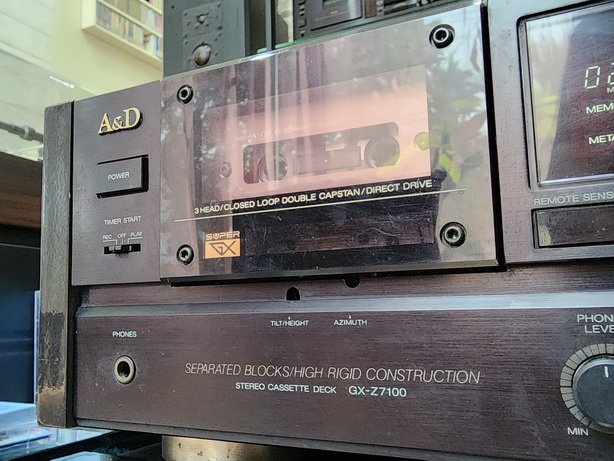 A&D
POWER
TIMER START
REC OFF PLAY
3 HEAD/CLOSED LOOP DOUBLE CAPSTAN/DIRECT DRIVE
SUPER
GX
REMOTE SENS
TILT/HEIGHT
AZIMUTH
PHONES
SEPARATED BLOCKS/HIGH RIGID CONSTRUCTION
STEREO CASSETTE DECK GX-Z7100
PHON
LEVE
MIN
MEM
META